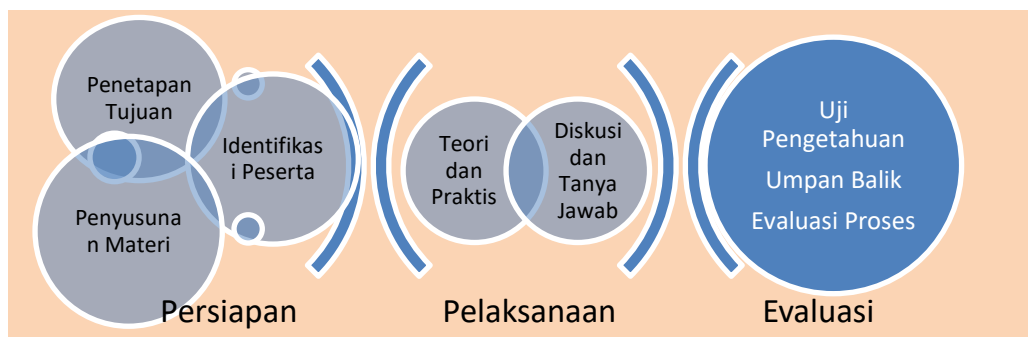 Penetapan
Tujuan
Identifikas
i Peserta
Penyusuna
n Materi
Persiapan
Teori
dan
Praktis
Diskusi
dan
Tanya
Jawab
Pelaksanaan
Uji
Pengetahuan
Umpan Balik
Evaluasi Proses
Evaluasi